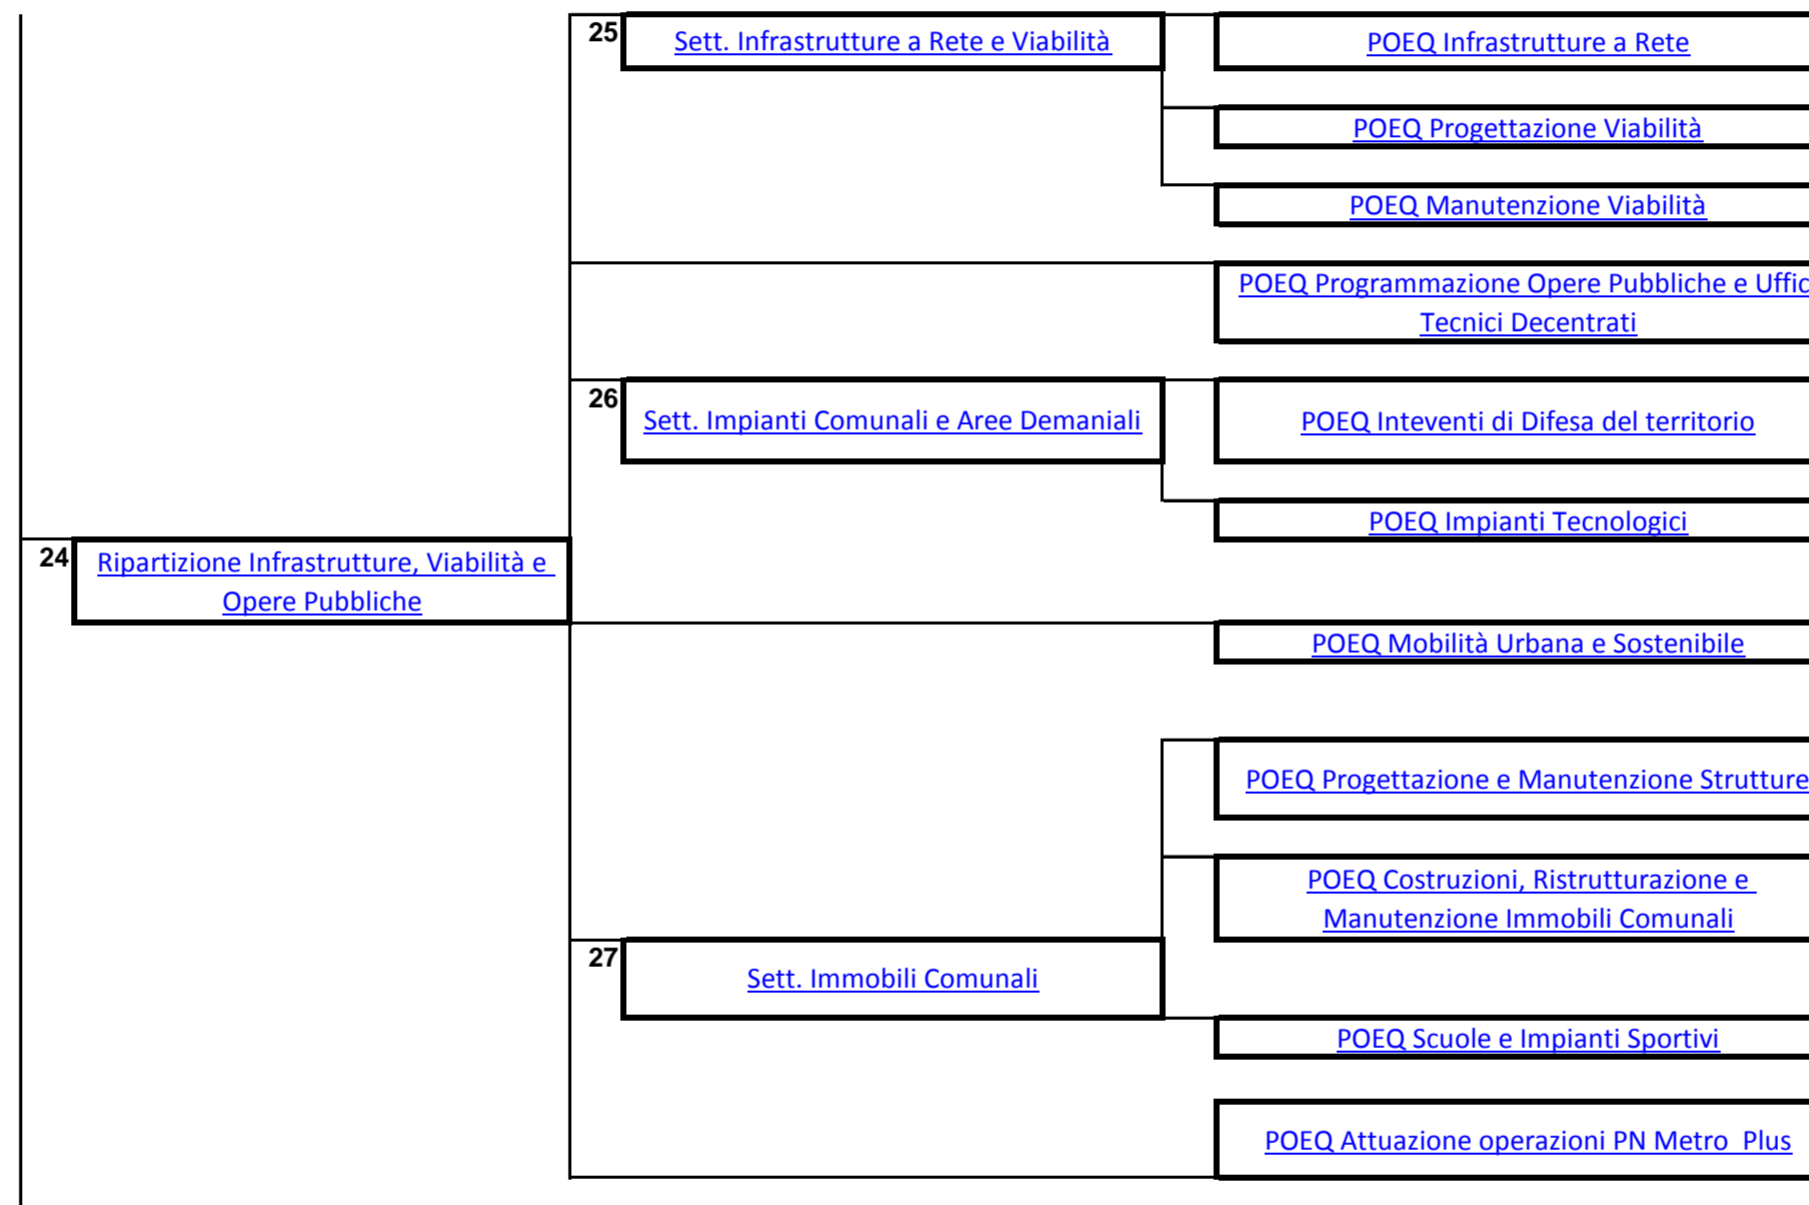 25
Sett. Infrastrutture a Rete e Viabilità
POEQ Infrastrutture a Rete
POEQ Progettazione Viabilità
POEQ Manutenzione Viabilità
POEQ Programmazione Opere Pubbliche e Uffic
Tecnici Decentrati
26
Sett. Impianti Comunali e Aree Demaniali
POEQ Inteventi di Difesa del territorio
POEQ Impianti Tecnologici
24
Ripartizione Infrastrutture, Viabilità e
Opere Pubbliche
POEQ Mobilità Urbana e Sostenibile
POEQ Progettazione e Manutenzione Strutture
POEQ Costruzioni, Ristrutturazione e
Manutenzione Immobili Comunali
27
Sett. Immobili Comunali
POEQ Scuole e Impianti Sportivi
POEQ Attuazione operazioni PN Metro  Plus